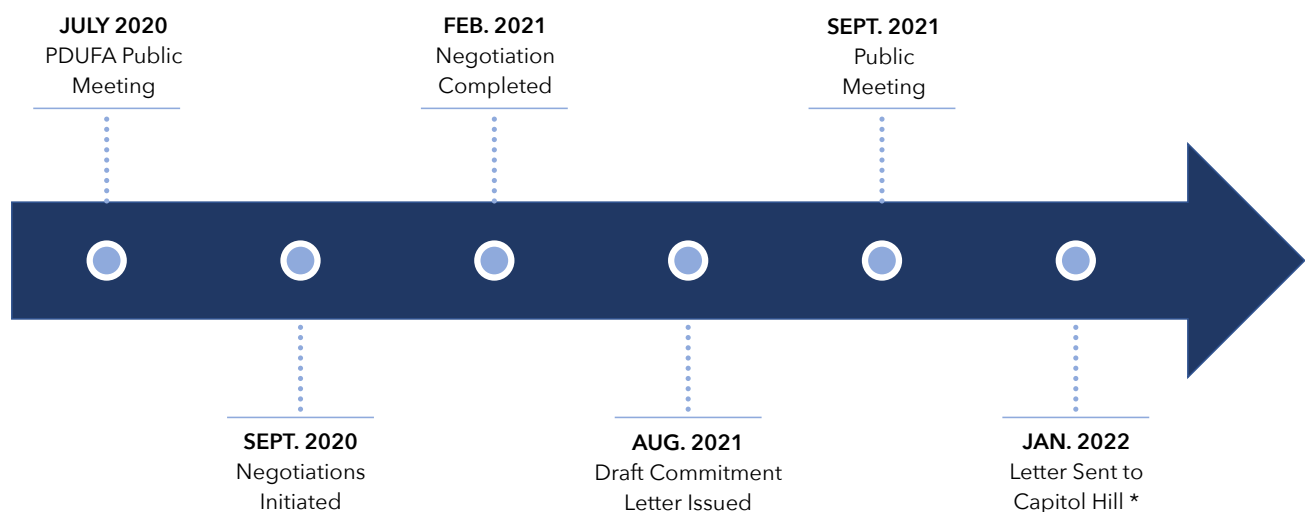 JULY 2020
PDUFA Public
Meeting
FEB. 2021
Negotiation
Completed
SEPT. 2021
Public
Meeting
SEPT. 2020
Negotiations
Initiated
AUG. 2021
Draft Commitment
Letter Issued
JAN. 2022
Letter Sent to
Capitol Hill *